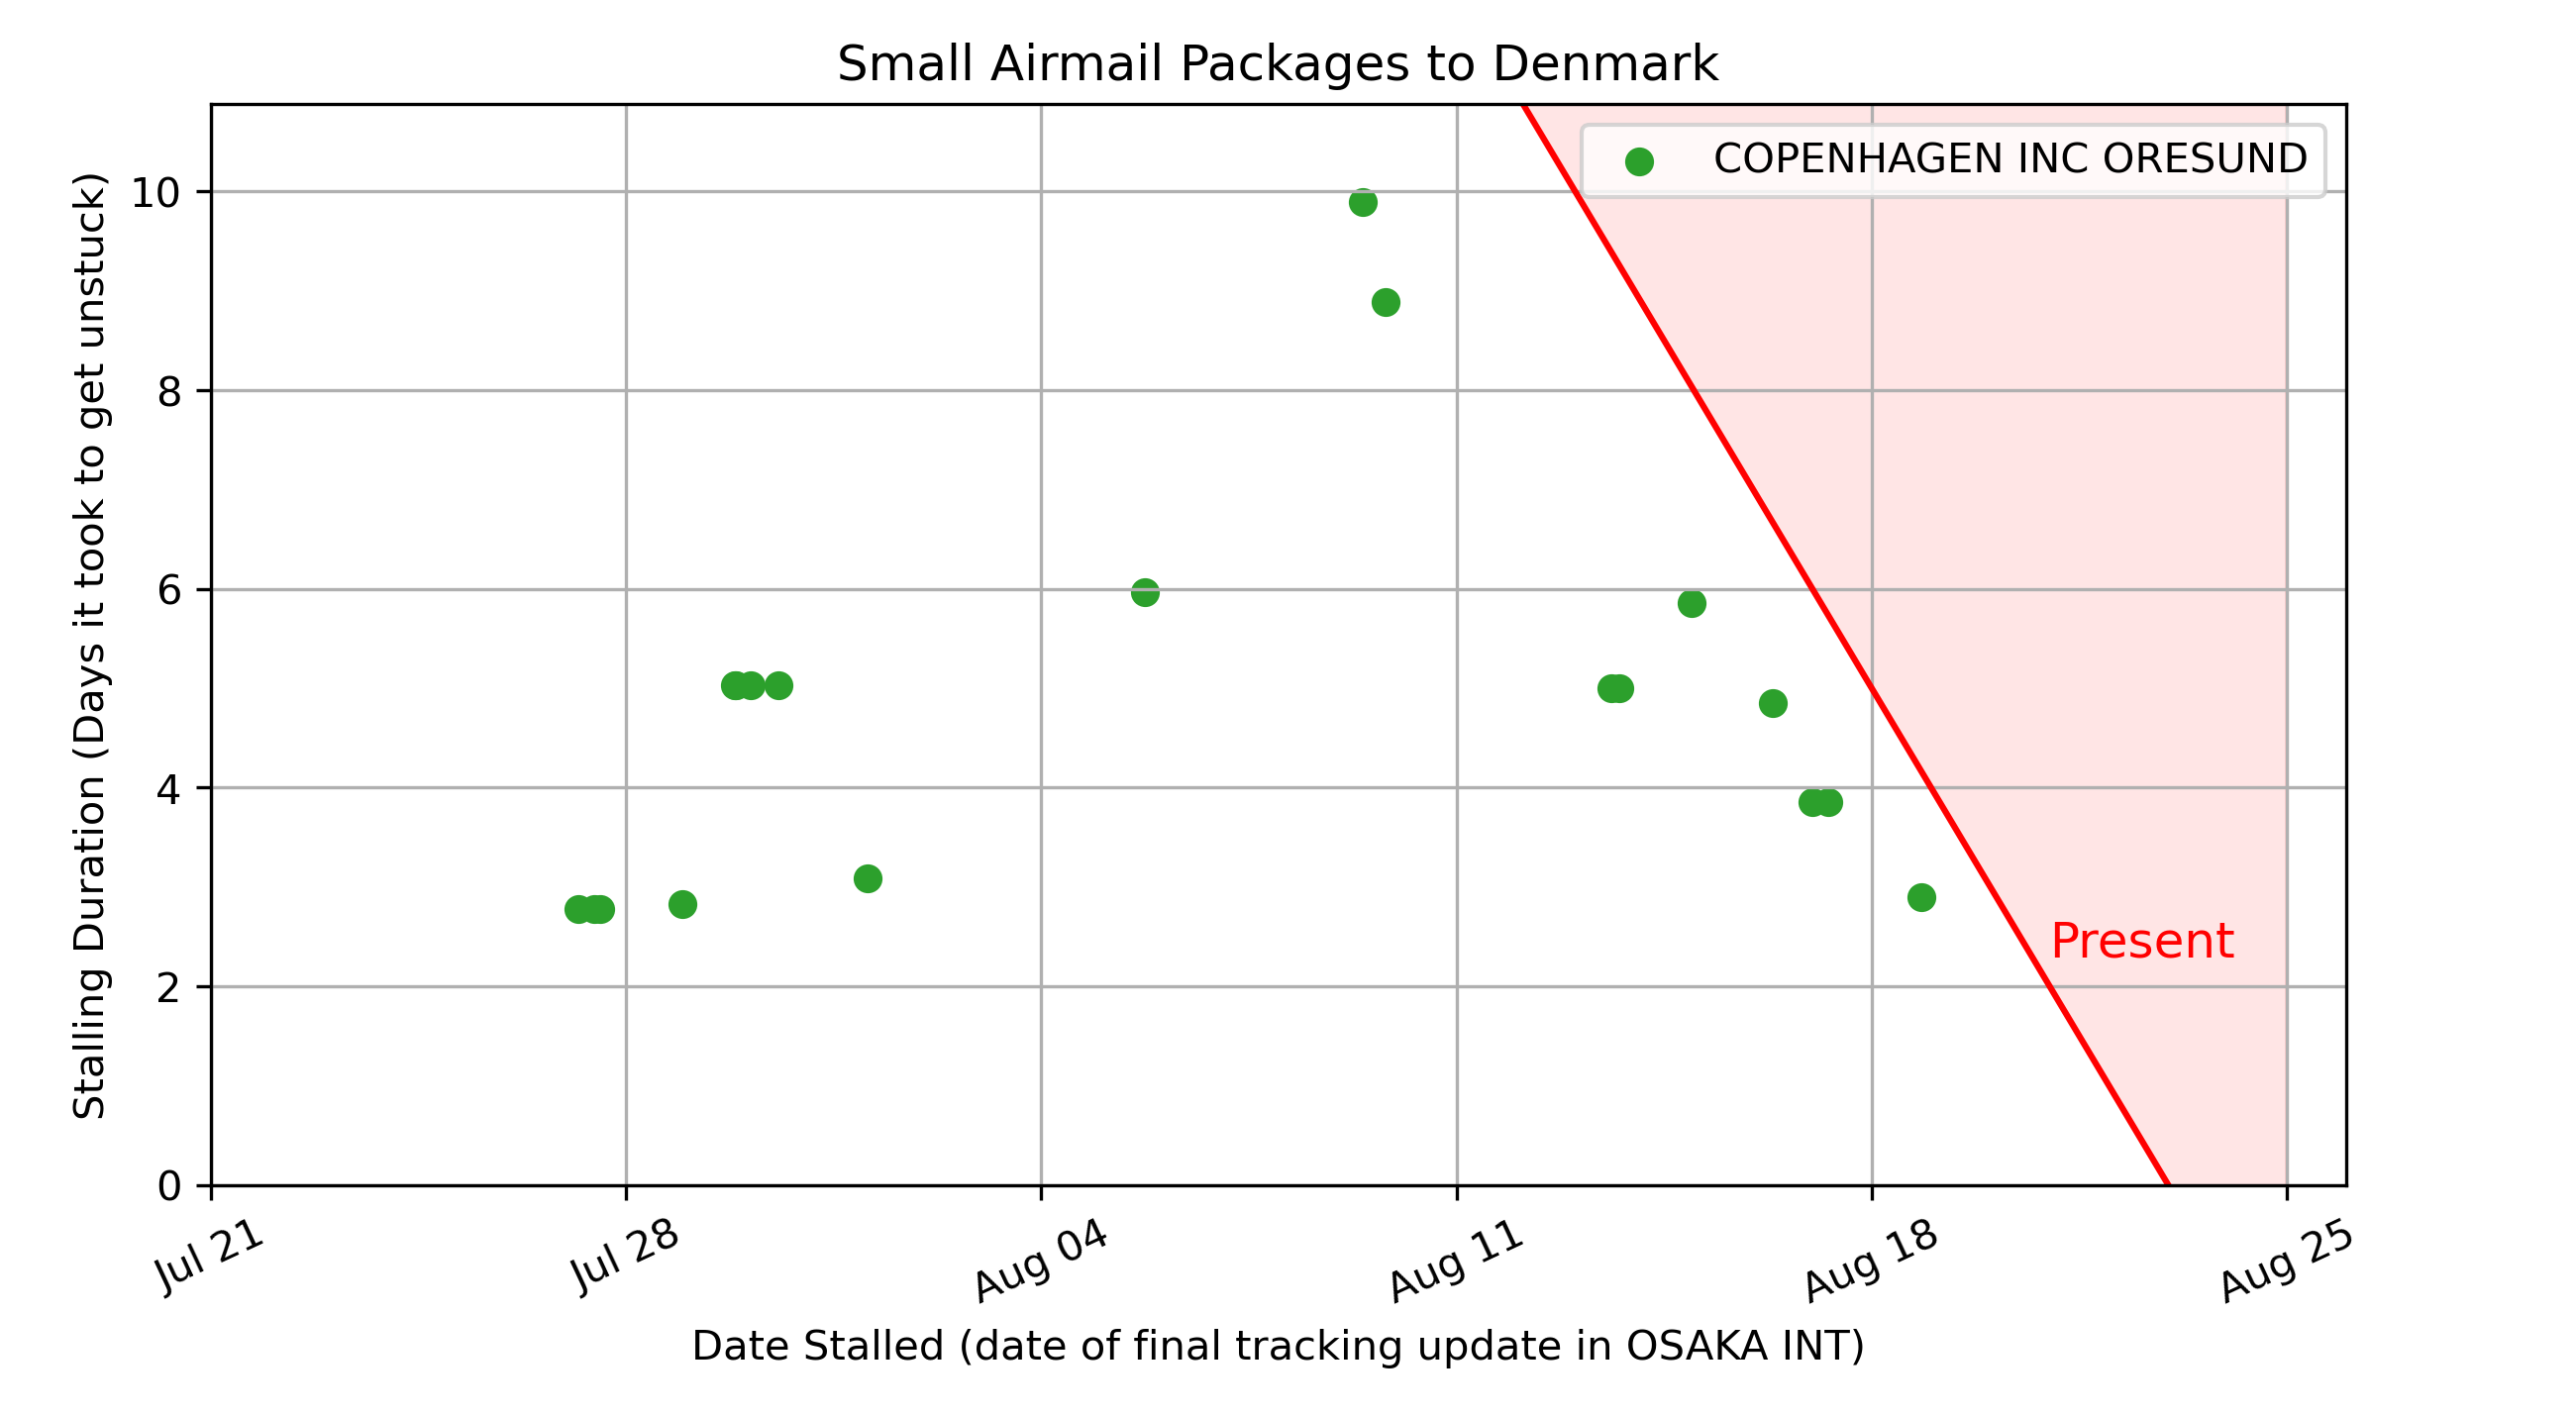 Small Airmail Packages to Denmark
COPENHAGEN INC ORESUND
Stalling Duration (Days it took to get unstuck)
10
8
6
4
2
0
Present
Jul 21
Jul 28
Aug 04
Aug 11
Aug 18
Aug 25
Date Stalled (date of final tracking update in OSAKA INT)